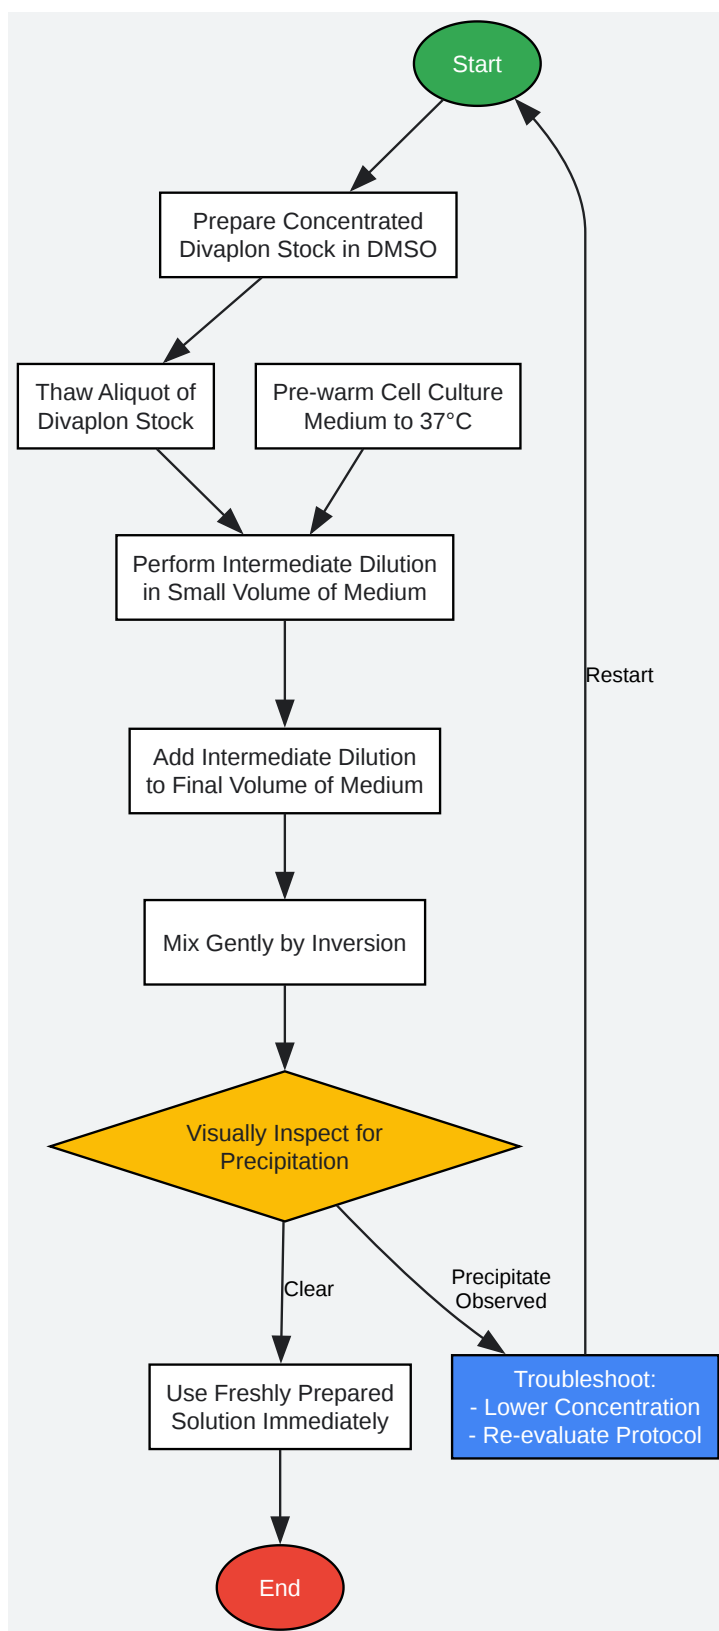 Start
Prepare Concentrated
Divaplon Stock in DMSO
Thaw Aliquot of
Divaplon Stock
Pre-warm Cell Culture
Medium to 37°C
Perform Intermediate Dilution
in Small Volume of Medium
Restart
Add Intermediate Dilution
to Final Volume of Medium
Mix Gently by Inversion
Visually Inspect for
Precipitation
Clear
Precipitate
Observed
Use Freshly Prepared
Solution Immediately
Troubleshoot:
- Lower Concentration
- Re-evaluate Protocol
End